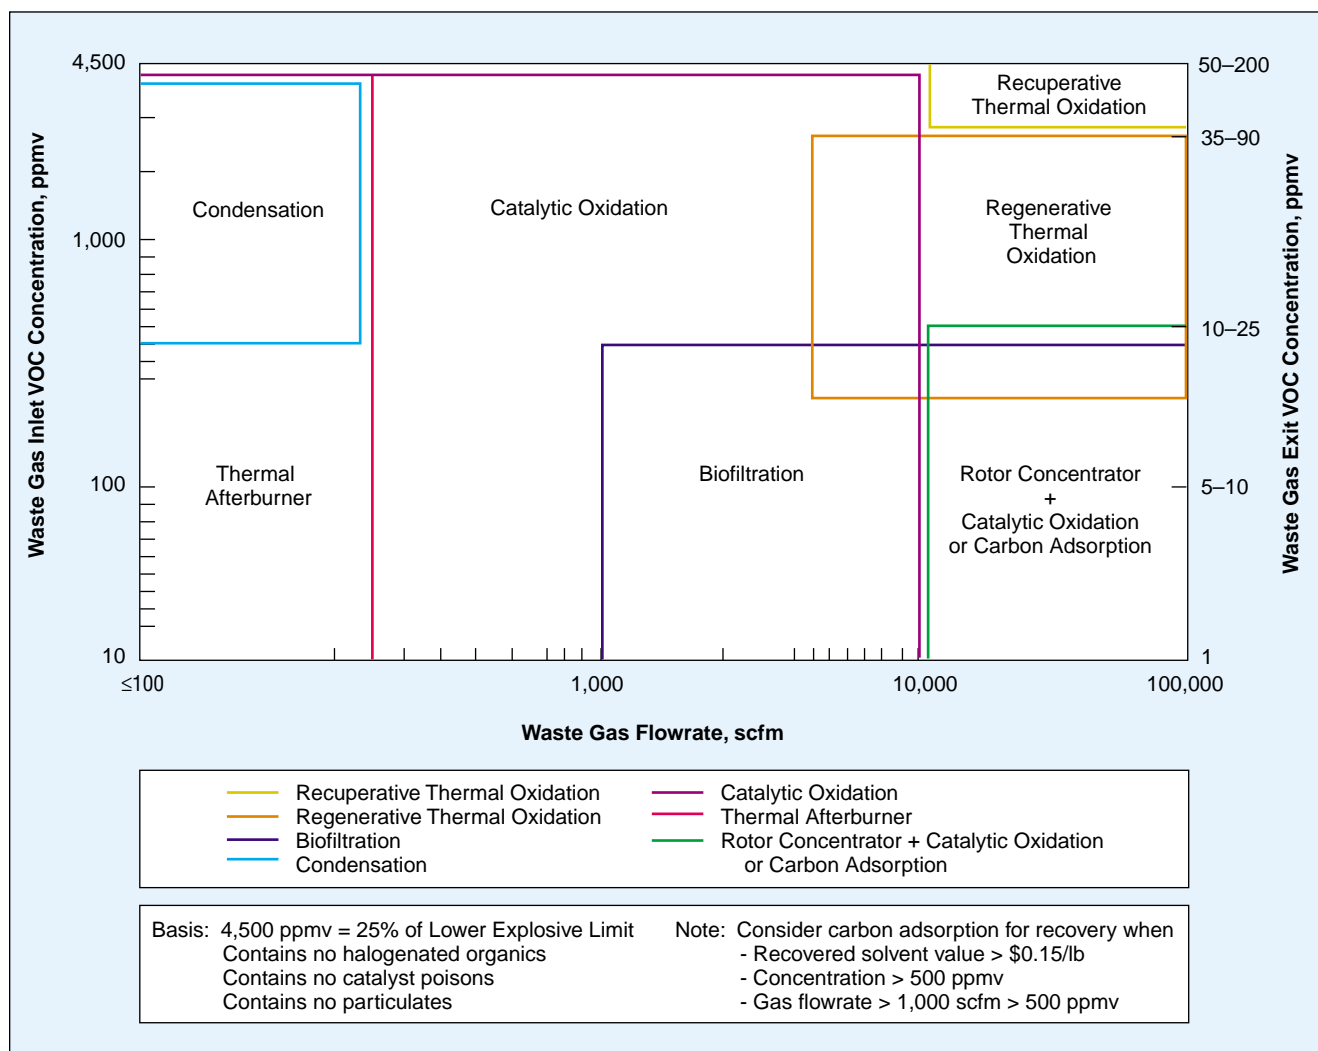 4,500
1,000
100
10
Waste Gas Inlet VOC Concentration, ppmv
50–200
35–90
10–25
5–10
1
Waste Gas Exit VOC Concentration, ppmv
Recuperative
Thermal Oxidation
Condensation
Catalytic Oxidation
Regenerative
Thermal
Oxidation
Thermal
Afterburner
Biofiltration
Rotor Concentrator
+
Catalytic Oxidation
or Carbon Adsorption
≤100
1,000
10,000
100,000
Waste Gas Flowrate, scfm
Recuperative Thermal Oxidation
Regenerative Thermal Oxidation
Biofiltration
Condensation
Catalytic Oxidation
Thermal Afterburner
Rotor Concentrator + Catalytic Oxidation
or Carbon Adsorption
Basis: 4,500 ppmv = 25% of Lower Explosive Limit
Contains no halogenated organics
Contains no catalyst poisons
Contains no particulates
Note: Consider carbon adsorption for recovery when
- Recovered solvent value > $0.15/lb
- Concentration > 500 ppmv
- Gas flowrate > 1,000 scfm > 500 ppmv